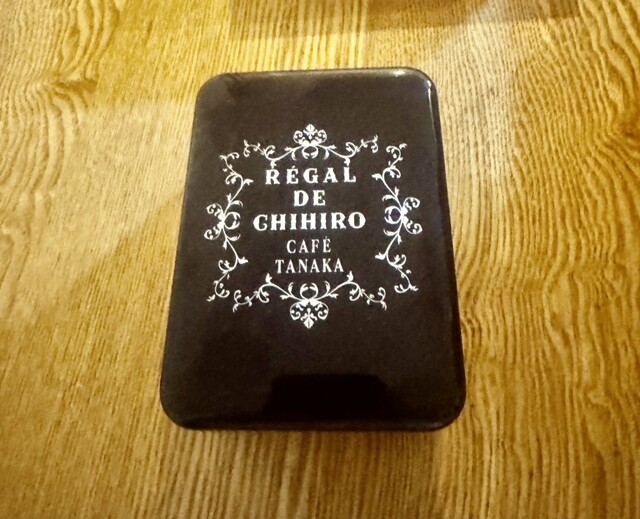 RÉGAL
DE
CHIHIRO
CAFÉ
TANAKA